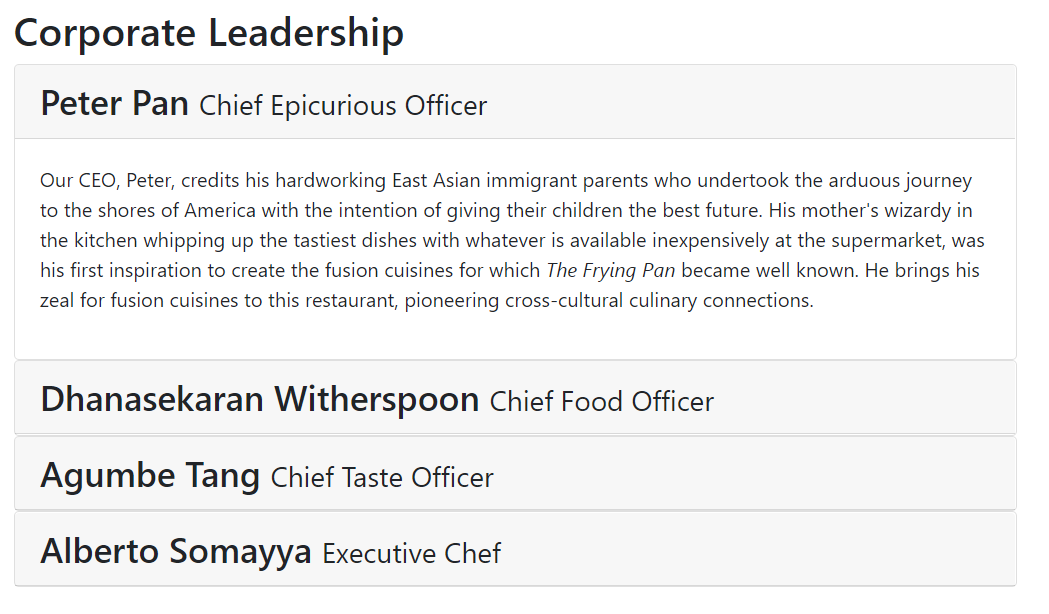 Corporate Leadership
Peter Pan Chief Epicurious Officer
Our CEO, Peter, credits his hardworking East Asian immigrant parents who undertook the arduous journey
to the shores of America with the intention of giving their children the best future. His mother's wizardy in
the kitchen whipping up the tastiest dishes with whatever is available inexpensively at the supermarket, was
his first inspiration to create the fusion cuisines for which The Frying Pan became well known. He brings his
zeal for fusion cuisines to this restaurant, pioneering cross-cultural culinary connections.
Dhanasekaran Witherspoon Chief Food Officer
Agumbe Tang Chief Taste Officer
Alberto Somayya Executive Chef